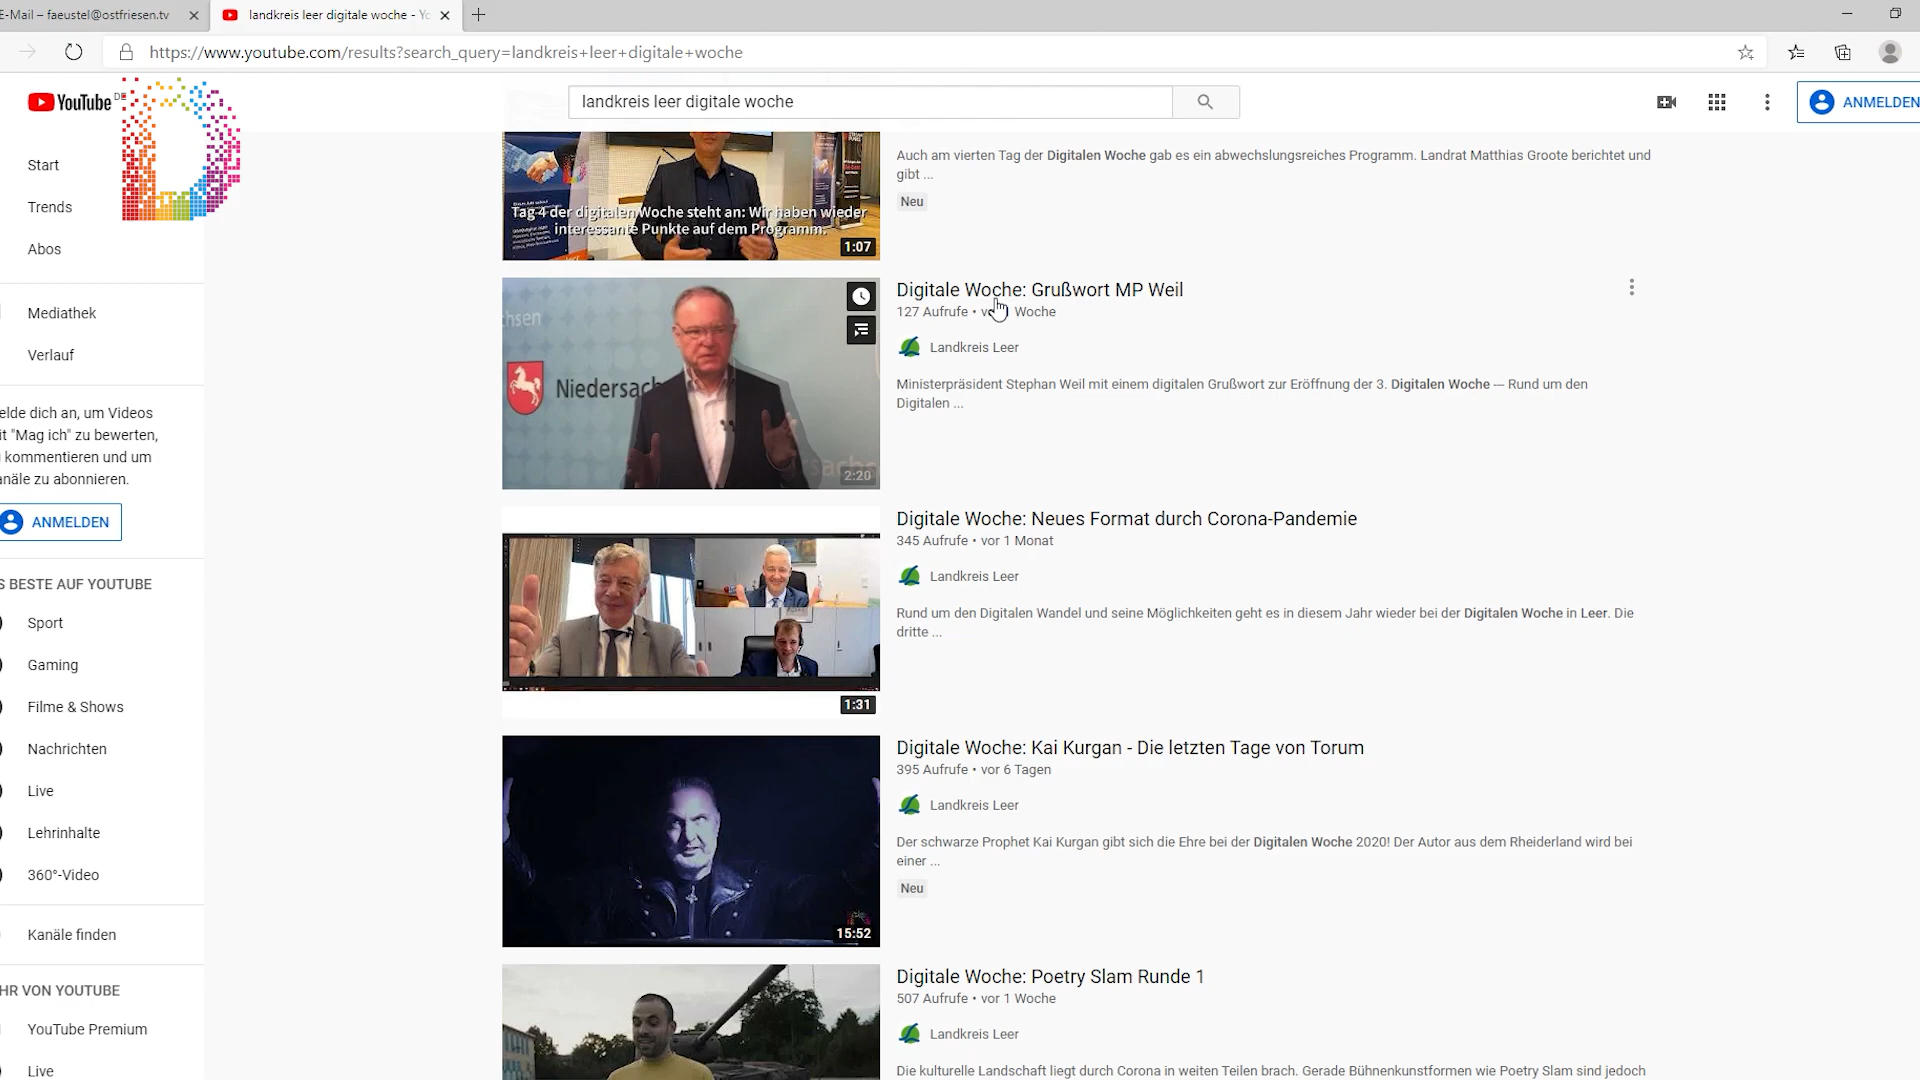 E-Mail – faeustel@ostfriesen.tv
landkreis leer digitale woche - Yo
https://www.youtube.com/results?search_query=landkreis+leer+digitale+woche
YouTube DE
landkreis leer digitale woche
ANMELDEN
Start
Trends
Abos
Mediathek
Verlauf
elde dich an, um Videos
it "Mag ich" zu bewerten,
kommentieren und um
anäle zu abonnieren.
ANMELDEN
S BESTE AUF YOUTUBE
Sport
Gaming
Filme & Shows
Nachrichten
Live
Lehrinhalte
360°-Video
Kanäle finden
HR VON YOUTUBE
YouTube Premium
Live
Tag 4 der digitalen Woche steht an: Wir haben wieder
interessante Punkte auf dem Programm.
1:07
Auch am vierten Tag der Digitalen Woche gab es ein abwechslungsreiches Programm. Landrat Matthias Groote berichtet und
gibt ...
Neu
chsen
Niedersac
sachs
2:20
Digitale Woche: Grußwort MP Weil
127 Aufrufe • vor 1 Woche
Landkreis Leer
Ministerpräsident Stephan Weil mit einem digitalen Grußwort zur Eröffnung der 3. Digitalen Woche — Rund um den
Digitalen ...
1:31
Digitale Woche: Neues Format durch Corona-Pandemie
345 Aufrufe • vor 1 Monat
Landkreis Leer
Rund um den Digitalen Wandel und seine Möglichkeiten geht es in diesem Jahr wieder bei der Digitalen Woche in Leer. Die
dritte ...
15:52
Digitale Woche: Kai Kurgan - Die letzten Tage von Torum
395 Aufrufe • vor 6 Tagen
Landkreis Leer
Der schwarze Prophet Kai Kurgan gibt sich die Ehre bei der Digitalen Woche 2020! Der Autor aus dem Rheiderland wird bei
einer ...
Neu
Digitale Woche: Poetry Slam Runde 1
507 Aufrufe • vor 1 Woche
Landkreis Leer
Die kulturelle Landschaft liegt durch Corona in weiten Teilen brach. Gerade Bühnenkunstformen wie Poetry Slam sind jedoch